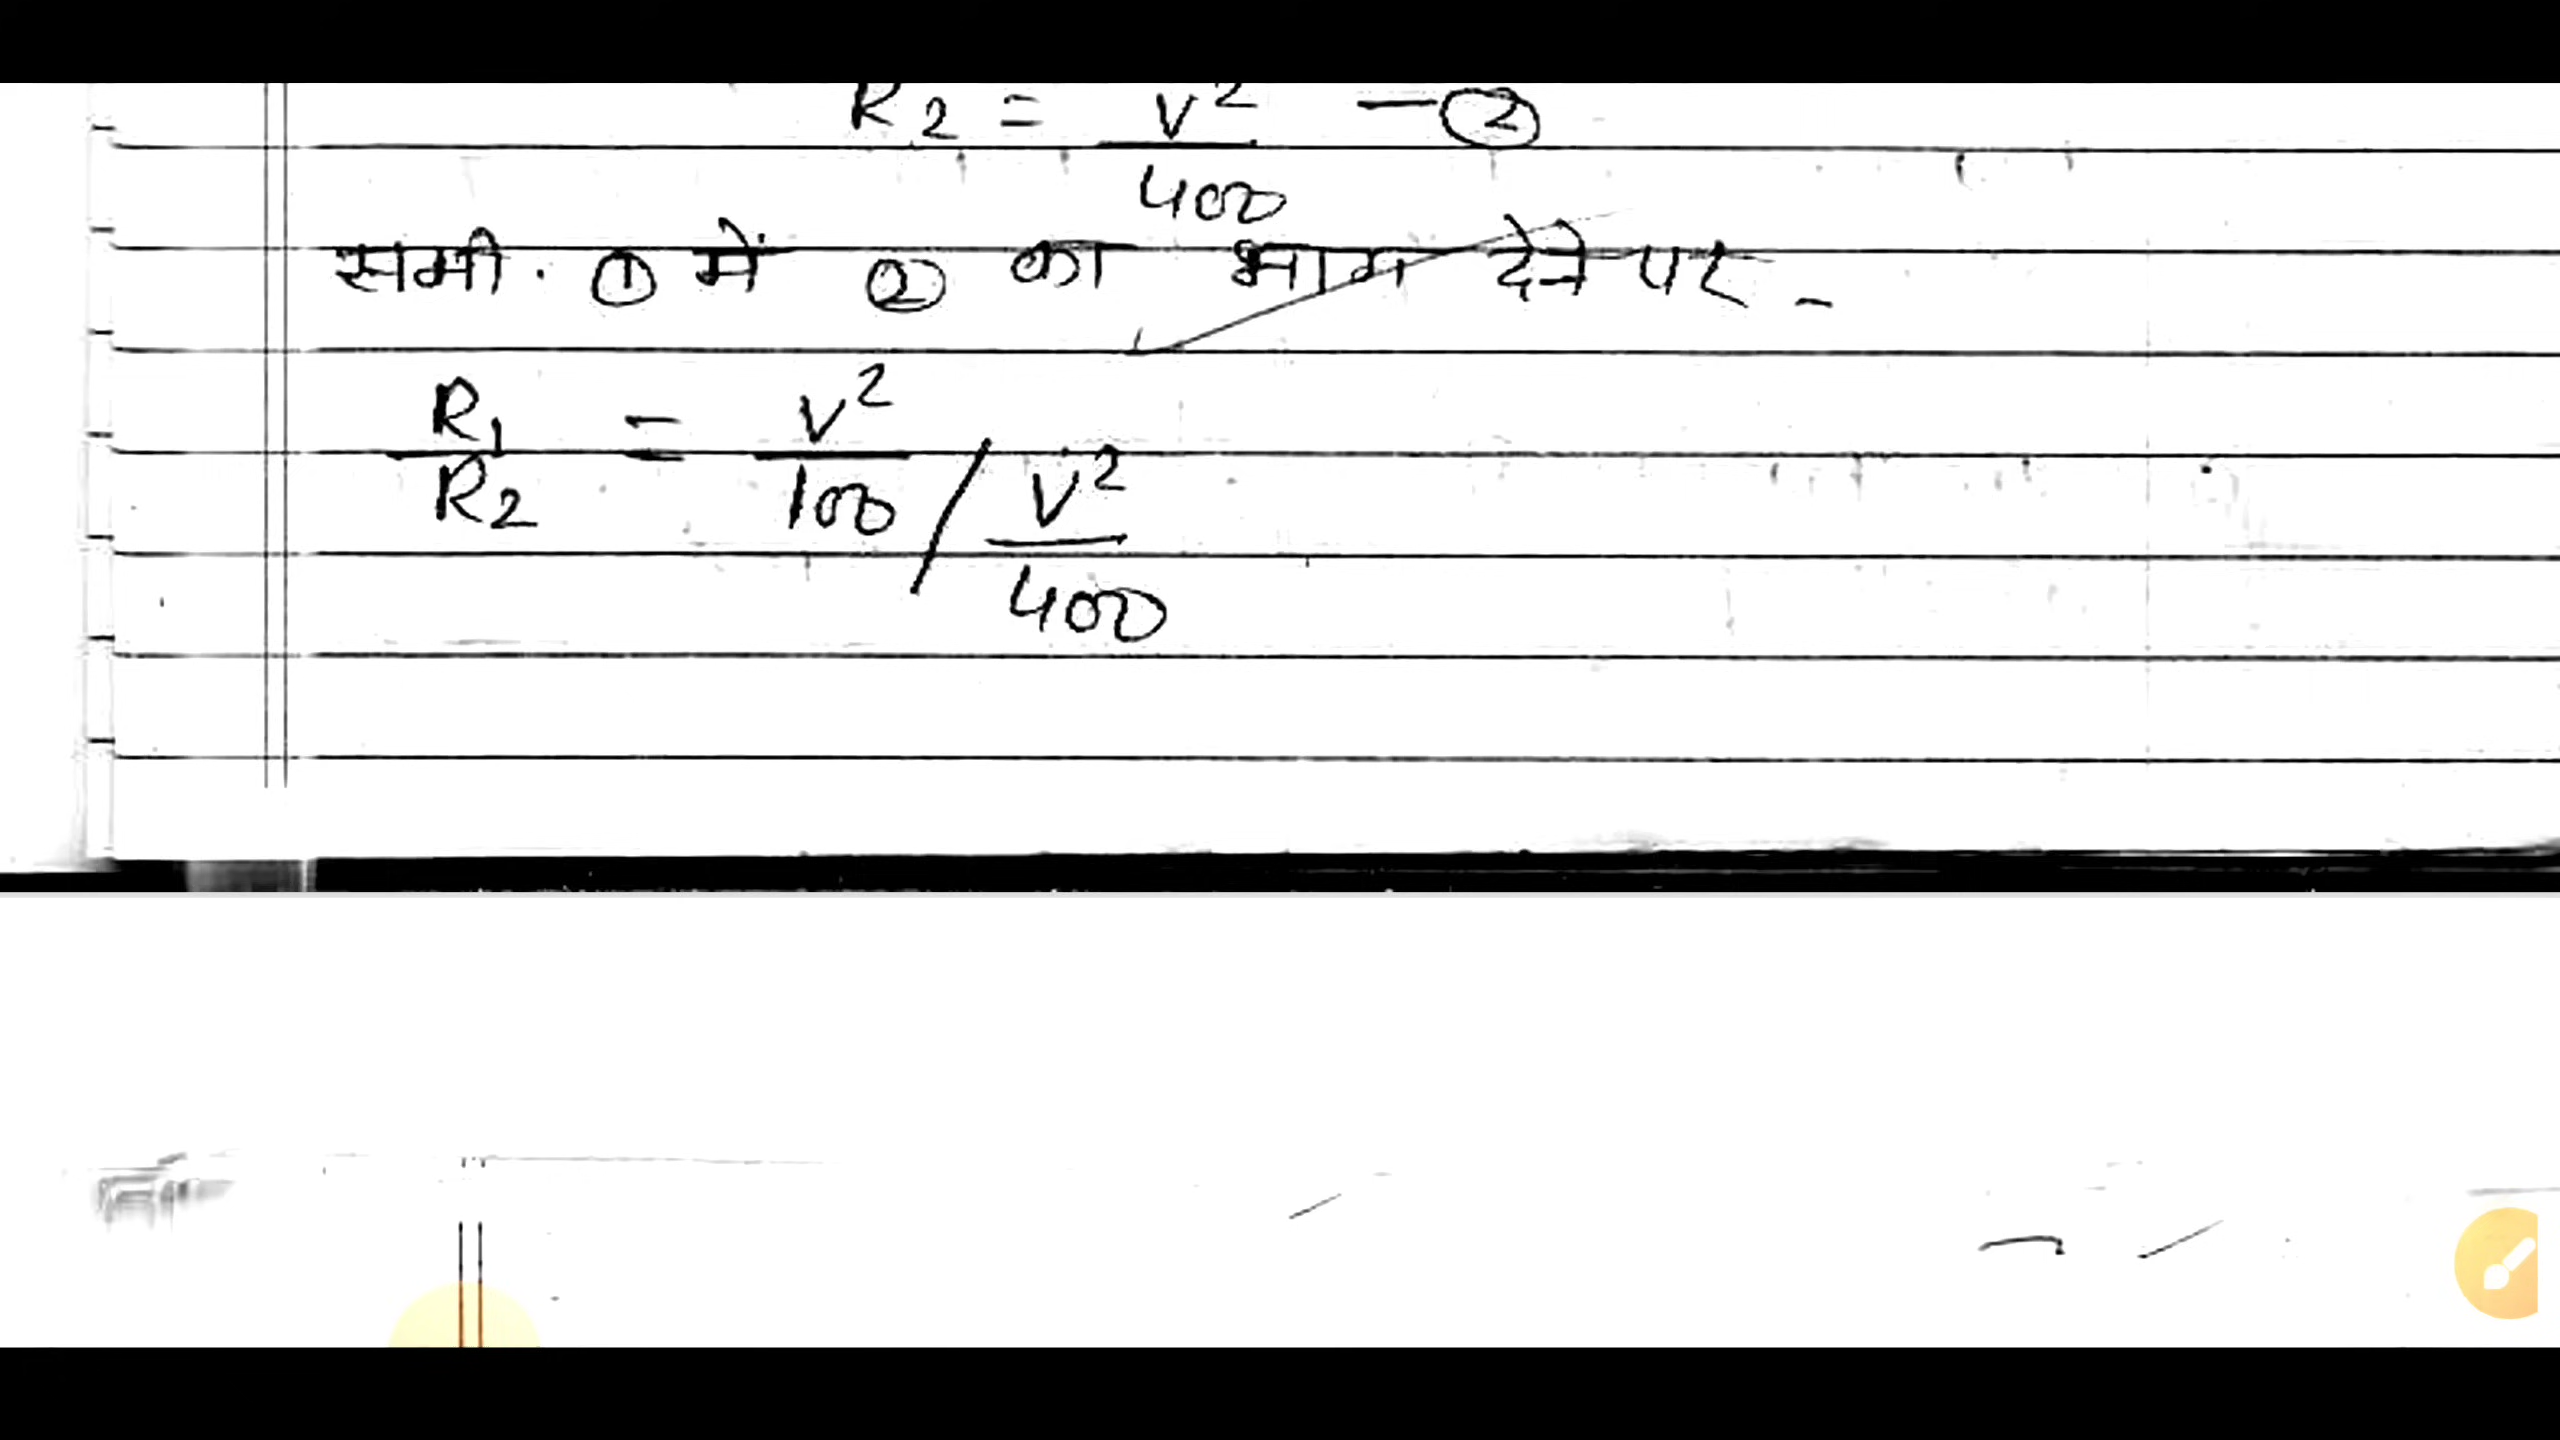 R₂ = V² — ②
400
समी. ① में ② का भाग देने पर -
R₁ = V²
R₂ 100 / V²
400